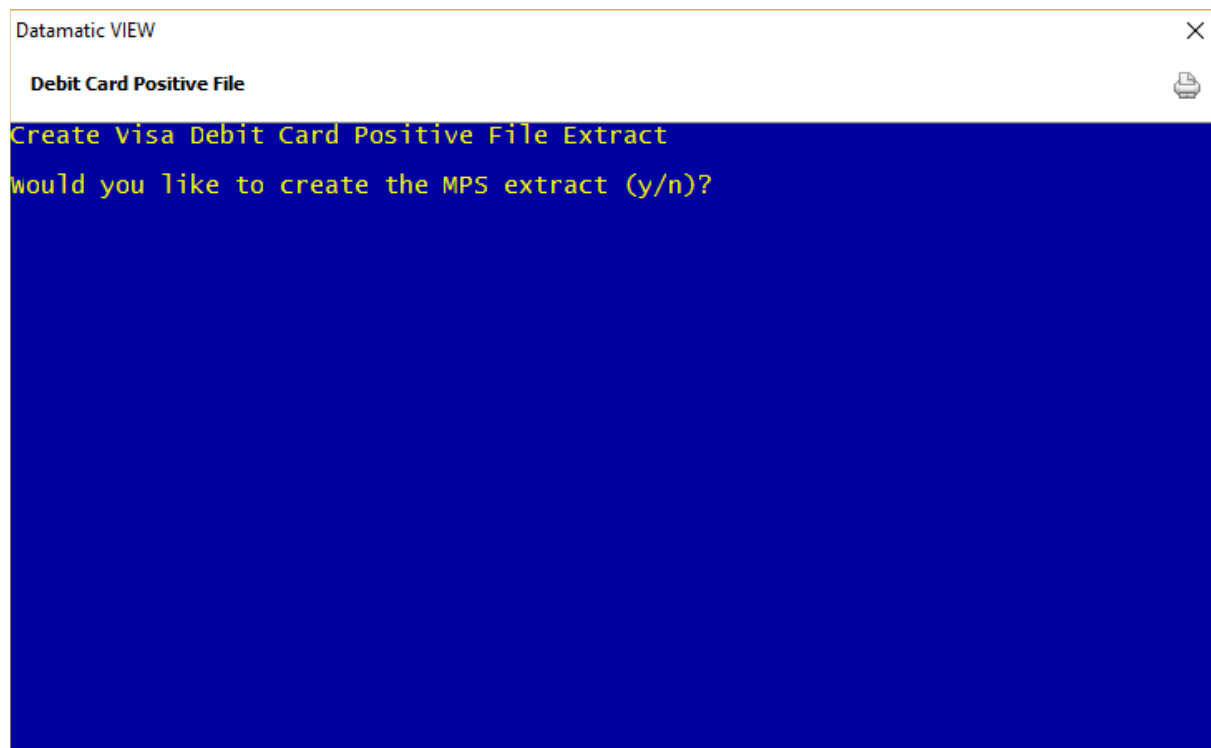 Datamatic VIEW
Debit Card Positive File
Create Visa Debit Card Positive File Extract
Would you like to create the MPS extract (y/n)?